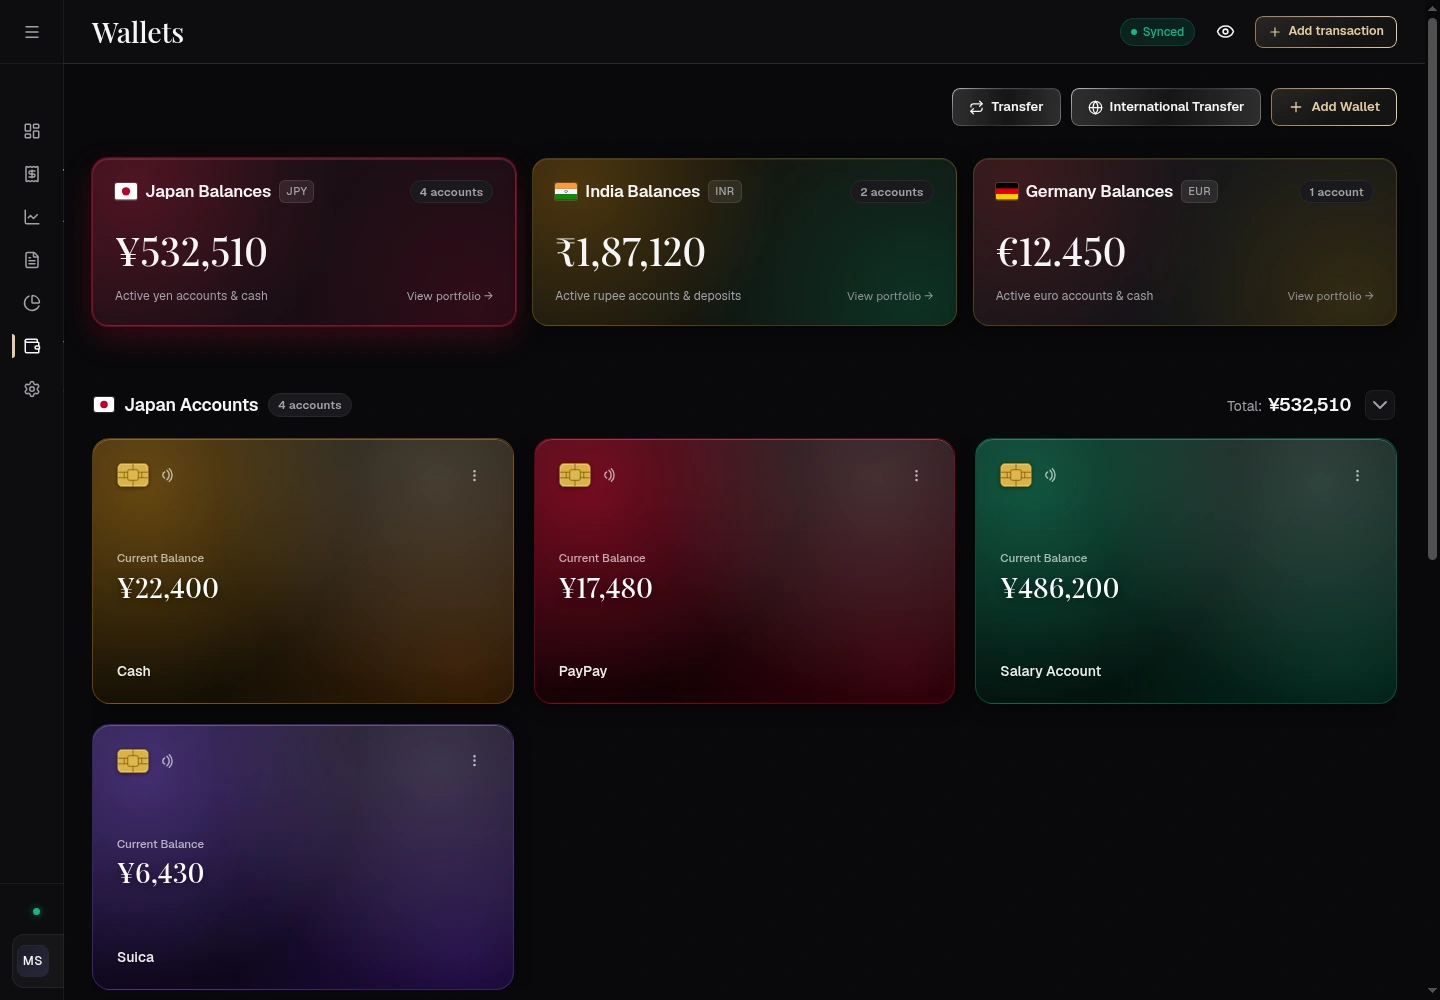 Wallets
Synced
Add transaction
Transfer
International Transfer
Add Wallet
Japan Balances JPY 4 accounts
¥532,510
Active yen accounts & cash
View portfolio →
India Balances INR 2 accounts
₹1,87,120
Active rupee accounts & deposits
View portfolio →
Germany Balances EUR 1 account
€12.450
Active euro accounts & cash
View portfolio →
Japan Accounts 4 accounts
Total: ¥532,510
Current Balance
¥22,400
Cash
Current Balance
¥17,480
PayPay
Current Balance
¥486,200
Salary Account
Current Balance
¥6,430
Suica
MS